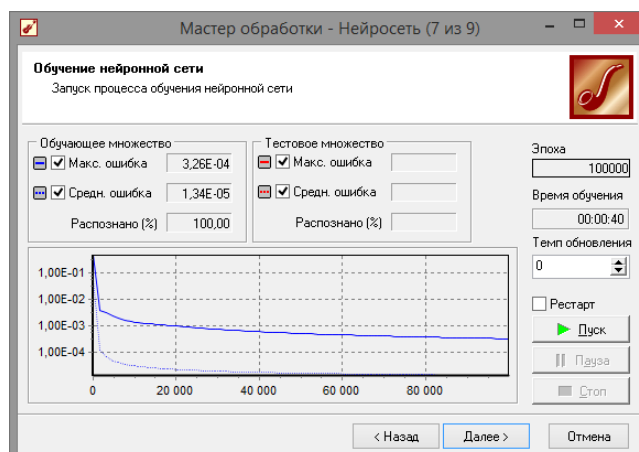 Мастер обработки - Нейросеть (7 из 9)
Обучение нейронной сети
Запуск процесса обучения нейронной сети
Обучающее множество
Макс. ошибка 3,26E-04
Средн. ошибка 1,34E-05
Распознано (%) 100,00
Тестовое множество
Макс. ошибка
Средн. ошибка
Распознано (%)
Эпоха
100000
Время обучения
00:00:40
Темп обновления
0
Рестарт
Пуск
Пауза
Стоп
1,00E-01
1,00E-02
1,00E-03
1,00E-04
0 20 000 40 000 60 000 80 000
< Назад Далее > Отмена